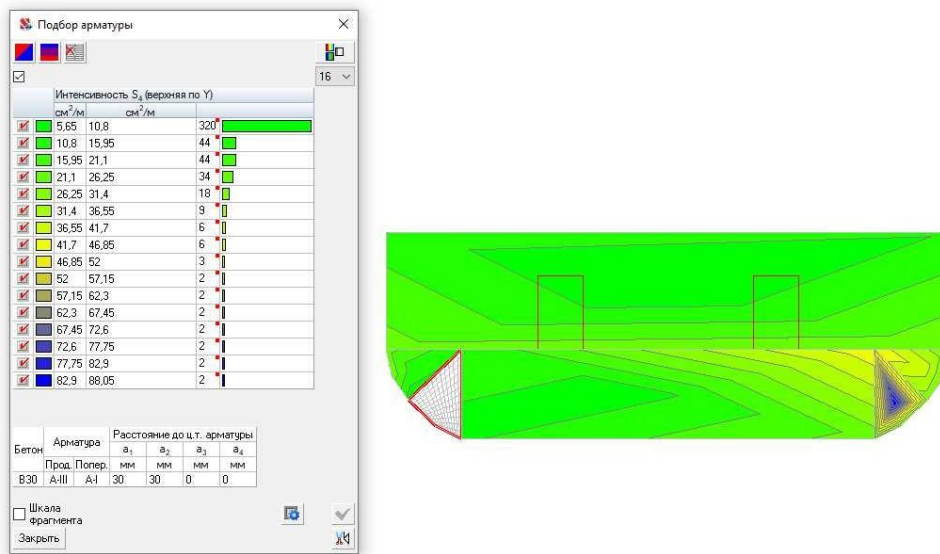 Подбор арматуры
16
Интенсивность S4 (верхняя по Y)
см²/м см²/м
5,65 10,8 320
10,8 15,95 44
15,95 21,1 44
21,1 26,25 34
26,25 31,4 18
31,4 36,55 9
36,55 41,7 6
41,7 46,85 6
46,85 52 3
52 57,15 2
57,15 62,3 2
62,3 67,45 2
67,45 72,6 2
72,6 77,75 2
77,75 82,9 2
82,9 88,05 2
Бетон Арматура Расстояние до ц.т. арматуры
a1 a2 a3 a4
Прод. Попер. мм мм мм мм
B30 A-III A-I 30 30 0 0
Шкала
фрагмента
Закрыть